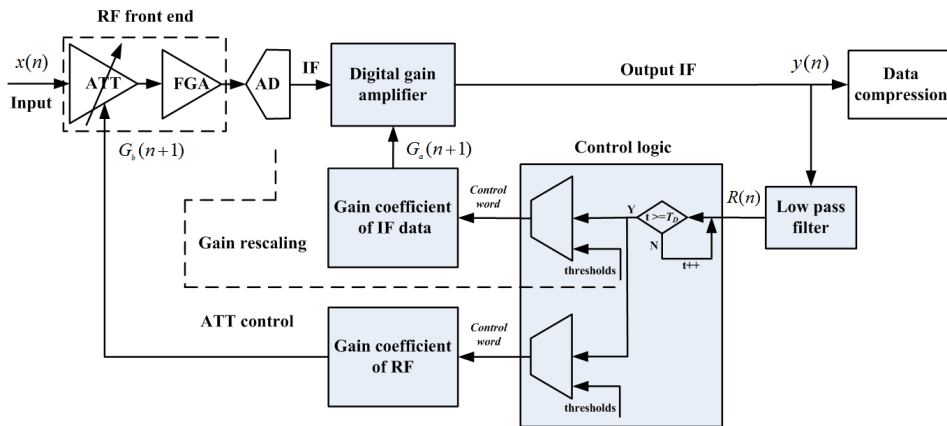 RF front end
x(n)
Input
ATT
FGA
AD
IF
Digital gain
amplifier
Output IF
y(n)
Data
compression
G_b(n+1)
G_a(n+1)
Control logic
Gain rescaling
Gain coefficient
of IF data
Control
word
Y
t >=T_D
N
t++
thresholds
R(n)
Low pass
filter
ATT control
Gain coefficient
of RF
Control
word
thresholds